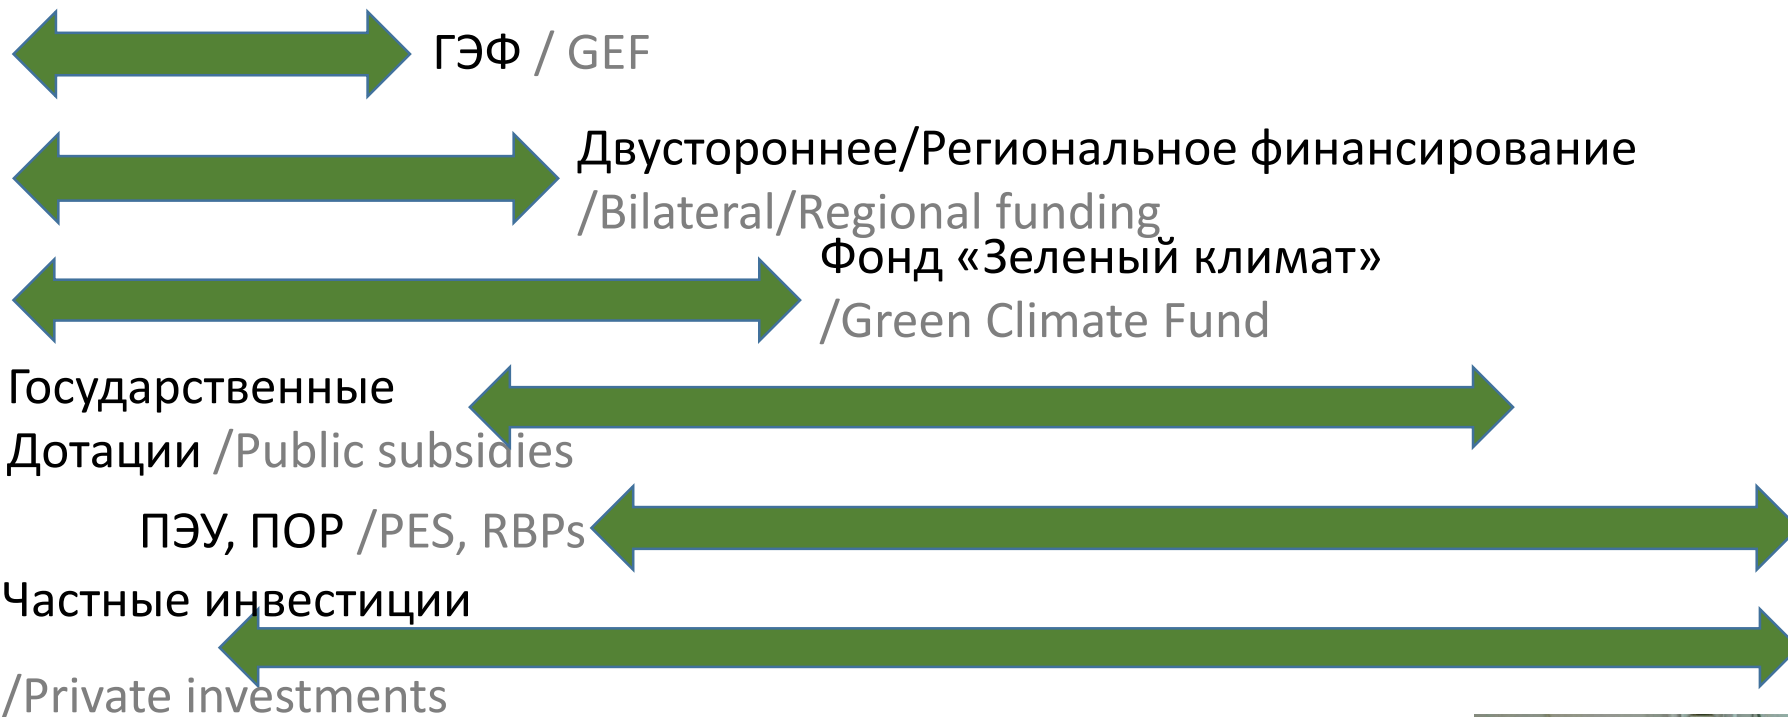 ГЭФ / GEF
Двустороннее/Региональное финансирование
/Bilateral/Regional funding
Фонд «Зеленый климат»
/Green Climate Fund
Государственные
Дотации /Public subsidies
ПЭУ, ПОР /PES, RBPs
Частные инвестиции
/Private investments